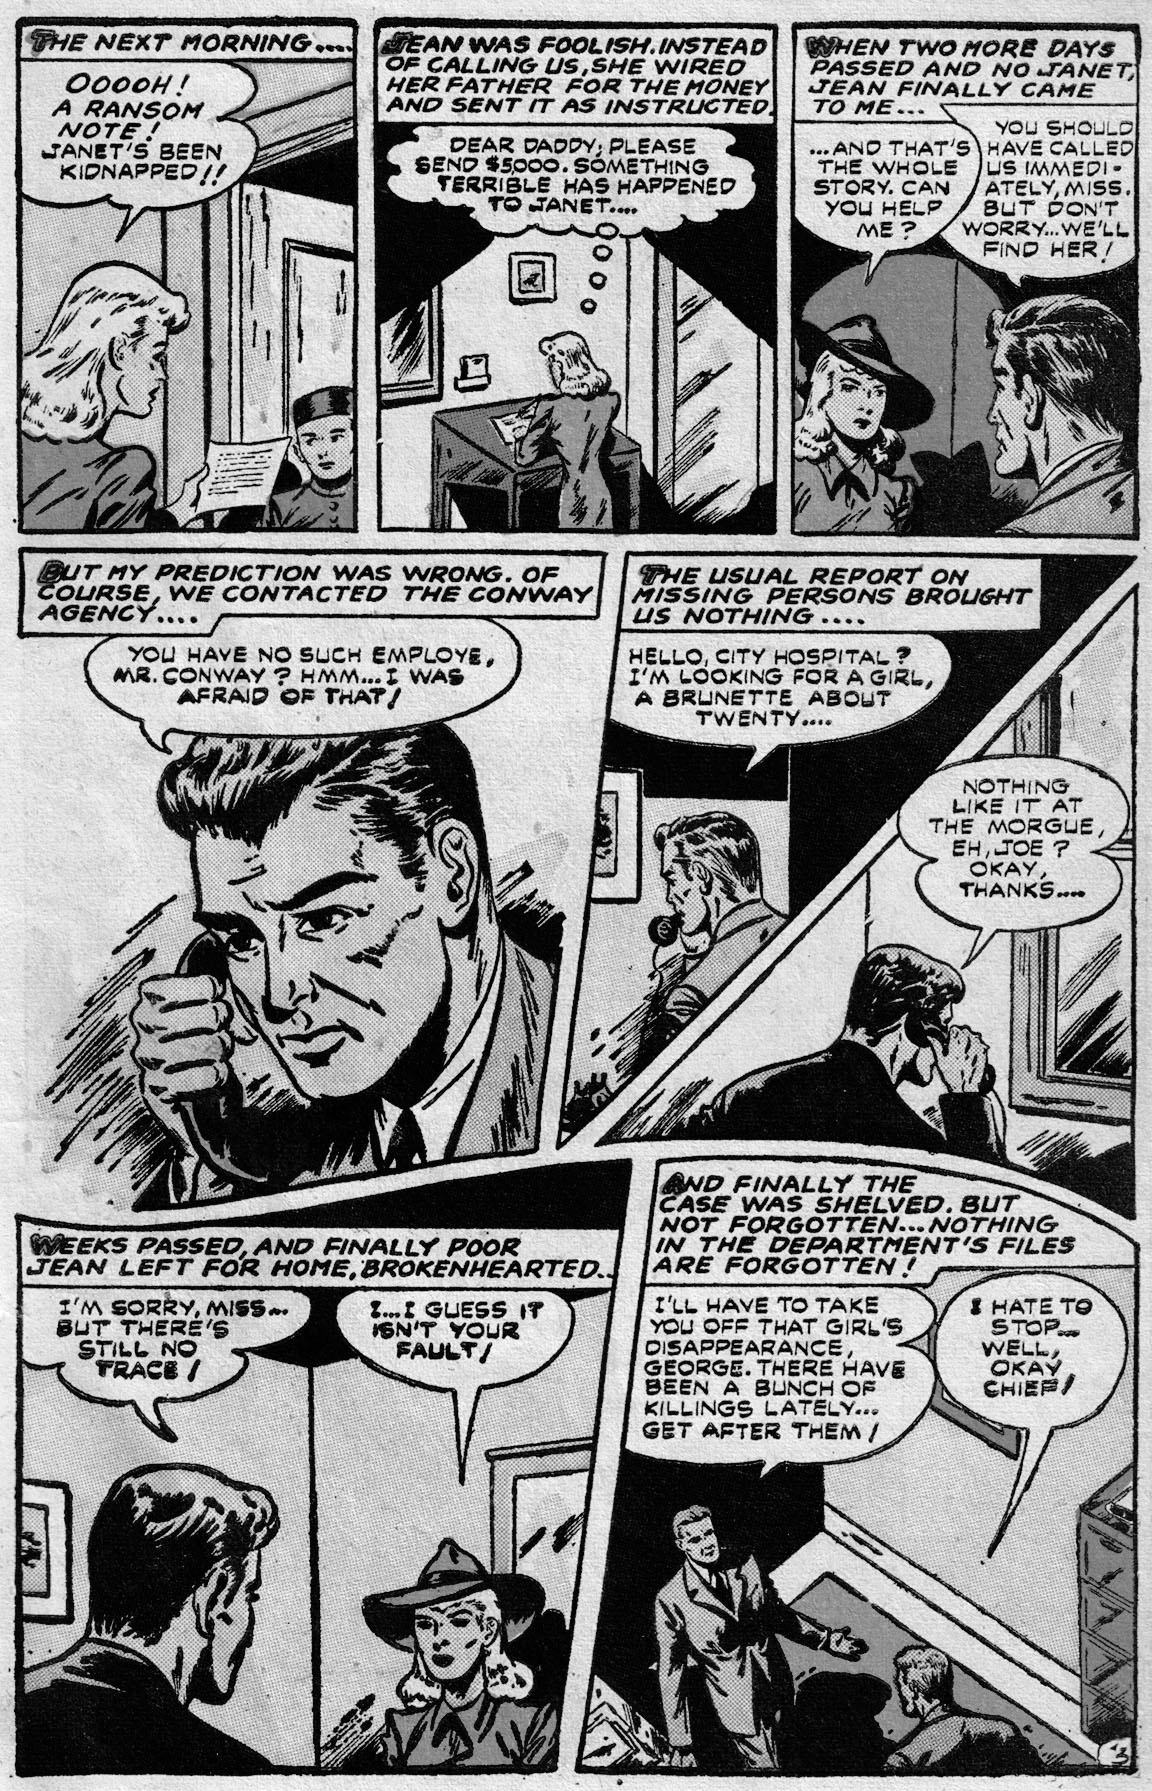 THE NEXT MORNING....
OOOOH!
A RANSOM
NOTE!
JANET'S BEEN
KIDNAPPED!!
JEAN WAS FOOLISH. INSTEAD
OF CALLING US, SHE WIRED
HER FATHER FOR THE MONEY
AND SENT IT AS INSTRUCTED.
DEAR DADDY; PLEASE
SEND $5,000. SOMETHING
TERRIBLE HAS HAPPENED
TO JANET....
WHEN TWO MORE DAYS
PASSED AND NO JANET,
JEAN FINALLY CAME
TO ME...
...AND THAT'S
THE WHOLE
STORY. CAN
YOU HELP
ME?
YOU SHOULD
HAVE CALLED
US IMMEDI-
ATELY, MISS.
BUT DON'T
WORRY...WE'LL
FIND HER!
BUT MY PREDICTION WAS WRONG. OF
COURSE, WE CONTACTED THE CONWAY
AGENCY....
YOU HAVE NO SUCH EMPLOYE,
MR. CONWAY? HMM...I WAS
AFRAID OF THAT!
THE USUAL REPORT ON
MISSING PERSONS BROUGHT
US NOTHING....
HELLO, CITY HOSPITAL?
I'M LOOKING FOR A GIRL,
A BRUNETTE ABOUT
TWENTY....
NOTHING
LIKE IT AT
THE MORGUE,
EH, JOE?
OKAY,
THANKS....
WEEKS PASSED, AND FINALLY POOR
JEAN LEFT FOR HOME, BROKENHEARTED..
I'M SORRY, MISS...
BUT THERE'S
STILL NO
TRACE!
I...I GUESS IT
ISN'T YOUR
FAULT!
AND FINALLY THE
CASE WAS SHELVED. BUT
NOT FORGOTTEN...NOTHING
IN THE DEPARTMENT'S FILES
ARE FORGOTTEN!
I'LL HAVE TO TAKE
YOU OFF THAT GIRL'S
DISAPPEARANCE,
GEORGE. THERE HAVE
BEEN A BUNCH OF
KILLINGS LATELY...
GET AFTER THEM!
I HATE TO
STOP...
WELL,
OKAY
CHIEF!